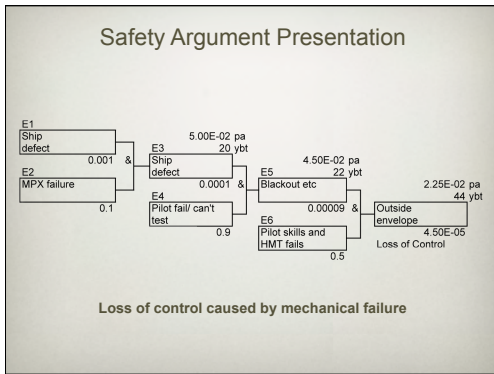 Safety Argument Presentation
E1
Ship
defect
0.001
&
E2
MPX failure
0.1
5.00E-02 pa
20 ybt
E3
Ship
defect
0.0001
&
E4
Pilot fail/ can't
test
0.9
4.50E-02 pa
22 ybt
E5
Blackout etc
0.00009
&
E6
Pilot skills and
HMT fails
0.5
2.25E-02 pa
44 ybt
Outside
envelope
4.50E-05
Loss of Control
Loss of control caused by mechanical failure